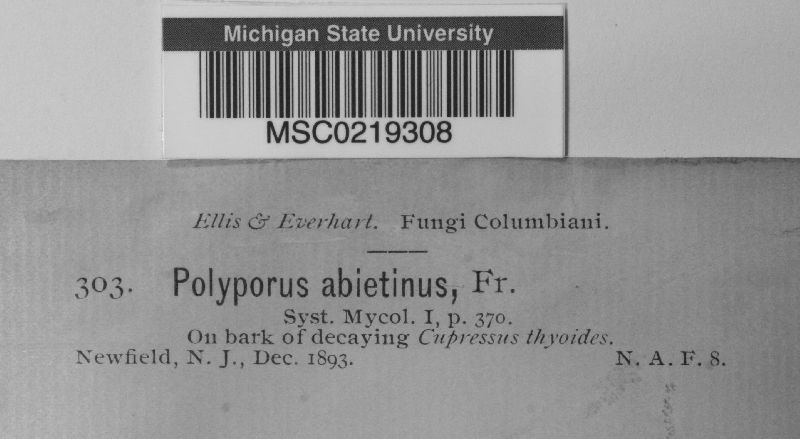 Michigan State University
MSC0219308
Ellis & Everhart. Fungi Columbiani.
303. Polyporus abietinus, Fr.
Syst. Mycol. I, p. 370.
On bark of decaying Cupressus thyoides.
Newfield, N. J., Dec. 1893. N. A. F. 8.